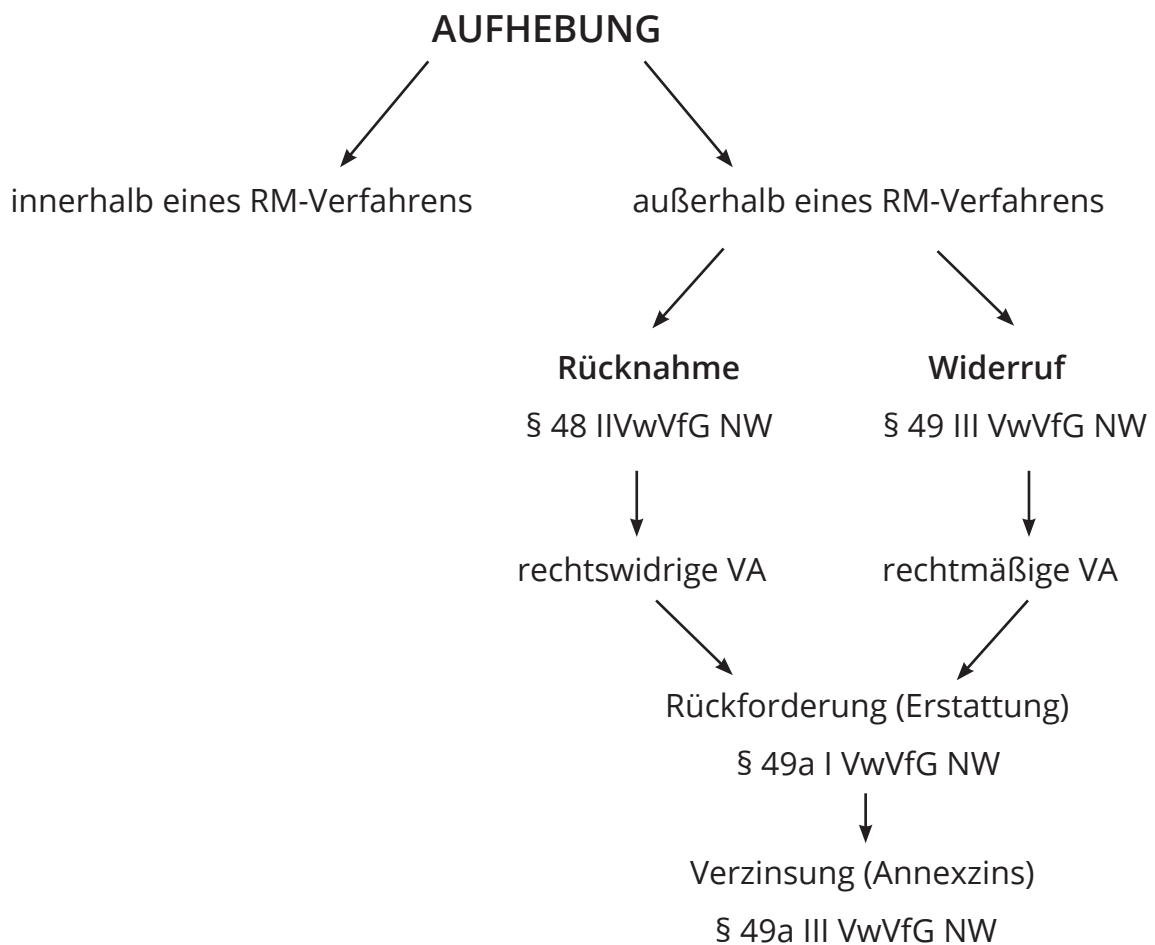 AUFHEBUNG
innerhalb eines RM-Verfahrens
außerhalb eines RM-Verfahrens
Rücknahme
§ 48 IIVwVfG NW
Widerruf
§ 49 III VwVfG NW
rechtswidrige VA
rechtmäßige VA
Rückforderung (Erstattung)
§ 49a I VwVfG NW
Verzinsung (Annexzins)
§ 49a III VwVfG NW